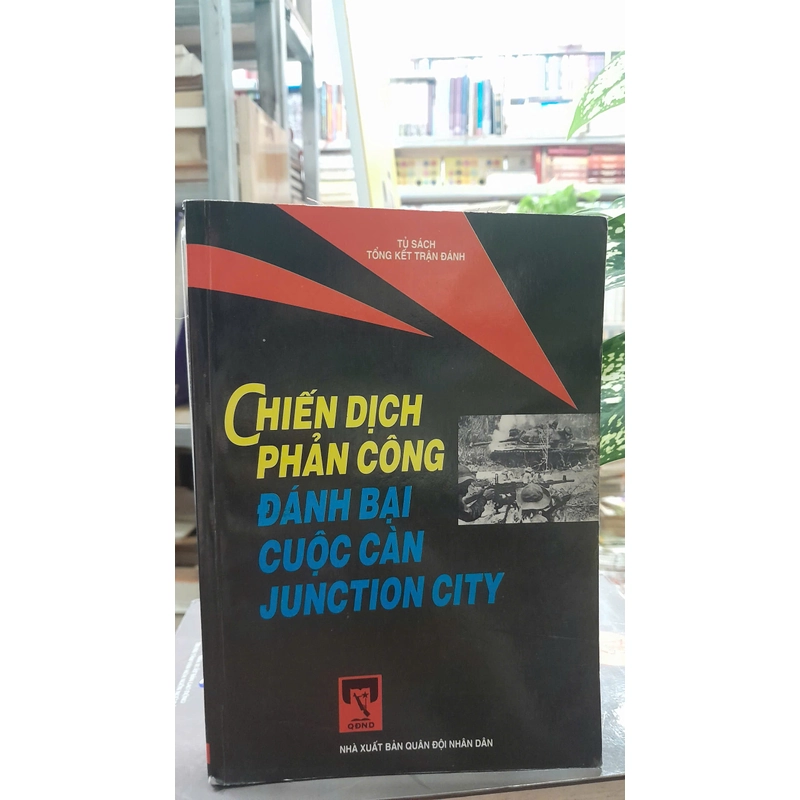 TỦ SÁCH
TỔNG KẾT TRẬN ĐÁNH
CHIẾN DỊCH
PHẢN CÔNG
ĐÁNH BẠI
CUỘC CÀN
JUNCTION CITY
QĐND
NHÀ XUẤT BẢN QUÂN ĐỘI NHÂN DÂN